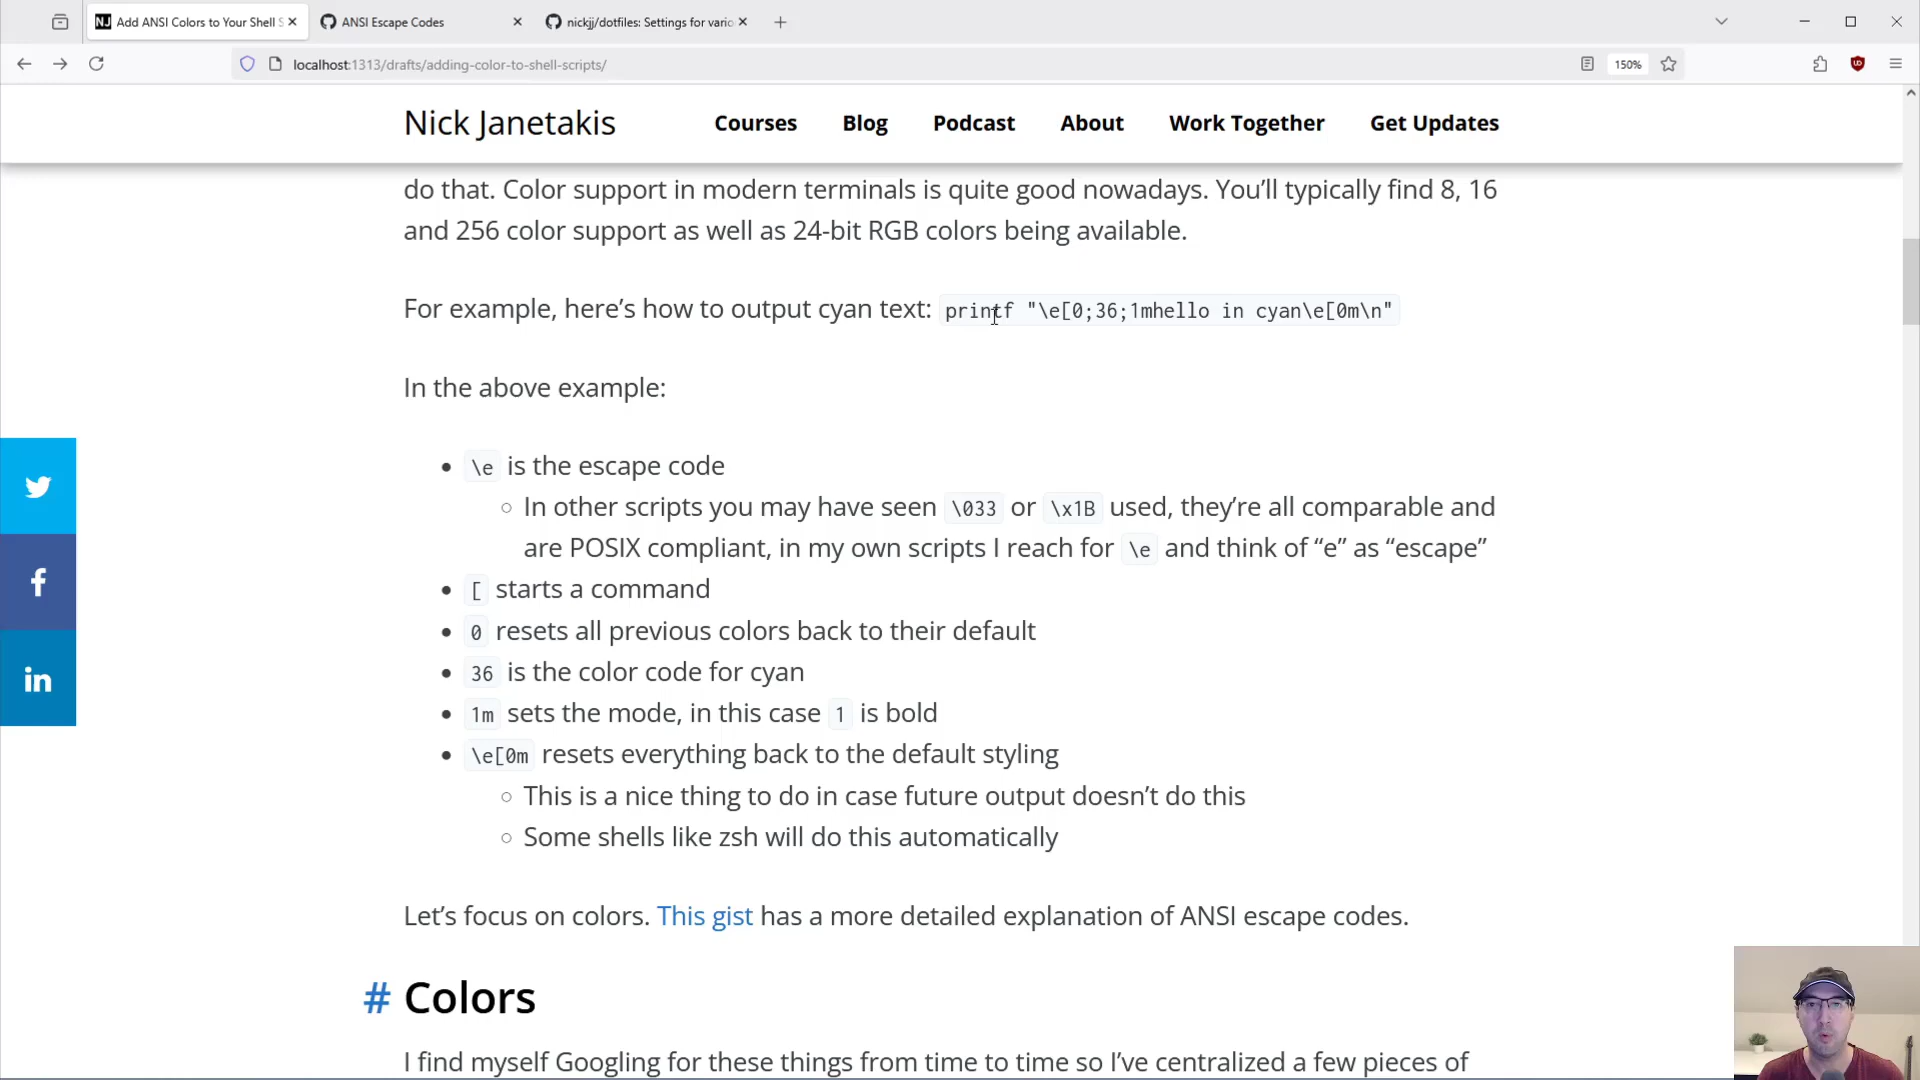 Add ANSI Colors to Your Shell S
ANSI Escape Codes
nickjj/dotfiles: Settings for vario
localhost:1313/drafts/adding-color-to-shell-scripts/
150%
Nick Janetakis
Courses
Blog
Podcast
About
Work Together
Get Updates
do that. Color support in modern terminals is quite good nowadays. You’ll typically find 8, 16
and 256 color support as well as 24-bit RGB colors being available.
For example, here’s how to output cyan text: printf "\e[0;36;1mhello in cyan\e[0m\n"
In the above example:
\e is the escape code
In other scripts you may have seen \033 or \x1B used, they’re all comparable and
are POSIX compliant, in my own scripts I reach for \e and think of “e” as “escape”
[ starts a command
0 resets all previous colors back to their default
36 is the color code for cyan
1m sets the mode, in this case 1 is bold
\e[0m resets everything back to the default styling
This is a nice thing to do in case future output doesn’t do this
Some shells like zsh will do this automatically
Let’s focus on colors. This gist has a more detailed explanation of ANSI escape codes.
# Colors
I find myself Googling for these things from time to time so I’ve centralized a few pieces of